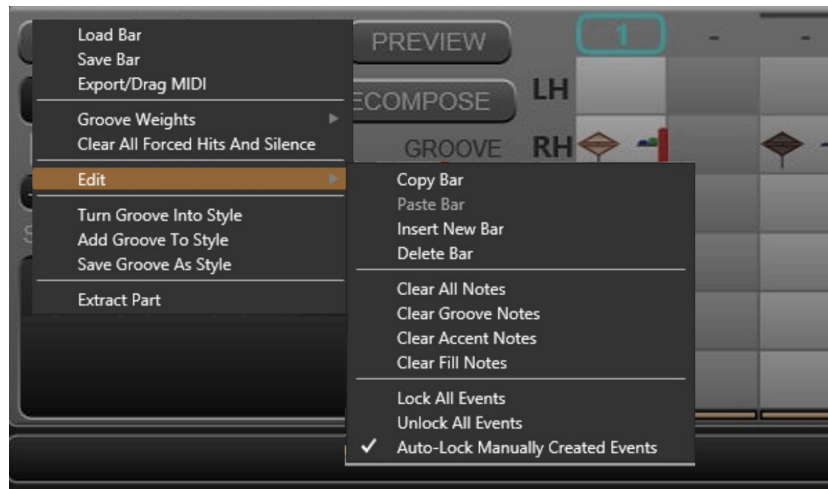 Load Bar
Save Bar
Export/Drag MIDI
Groove Weights
Clear All Forced Hits And Silence
Edit
Turn Groove Into Style
Add Groove To Style
Save Groove As Style
Extract Part
PREVIEW
ECOMPOSE
GROOVE
1 - -
LH
RH
Copy Bar
Paste Bar
Insert New Bar
Delete Bar
Clear All Notes
Clear Groove Notes
Clear Accent Notes
Clear Fill Notes
Lock All Events
Unlock All Events
Auto-Lock Manually Created Events